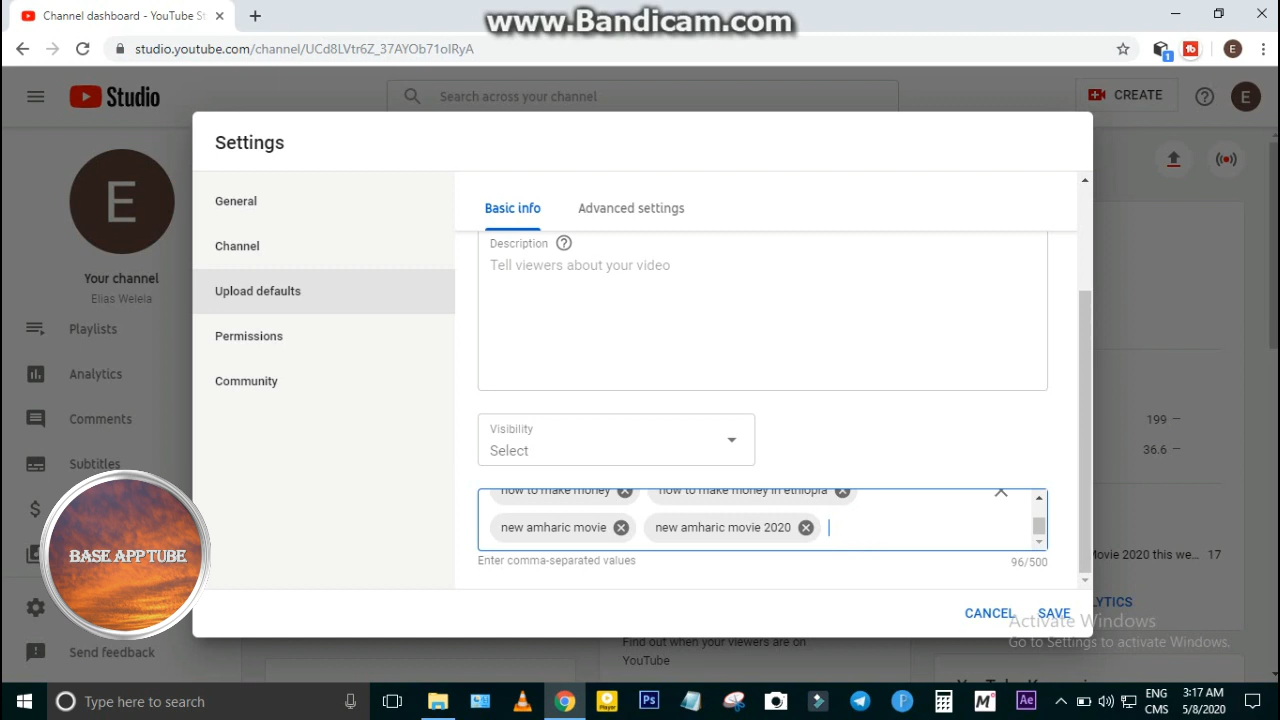 Channel dashboard - YouTube St
www.Bandicam.com
studio.youtube.com/channel/UCd8LVtr6Z_37AYOb71oIRyA
1
E
Studio
Search across your channel
CREATE
E
Settings
E
General
Basic info
Advanced settings
Channel
Description
Tell viewers about your video
Your channel
Elias Welela
Upload defaults
Playlists
Permissions
Analytics
Community
Comments
199 —
Visibility
Select
36.6 —
Subtitles
how to make money
how to make money in ethiopia
new amharic movie
new amharic movie 2020
BASE APP TUBE
Movie 2020 this we... 17
Enter comma-separated values
96/500
LYTICS
CANCEL
SAVE
Activate Windows
Go to Settings to activate Windows.
Send feedback
Find out when your viewers are on
YouTube
Type here to search
Player
Ps
Ae
ENG
CMS
3:17 AM
5/8/2020